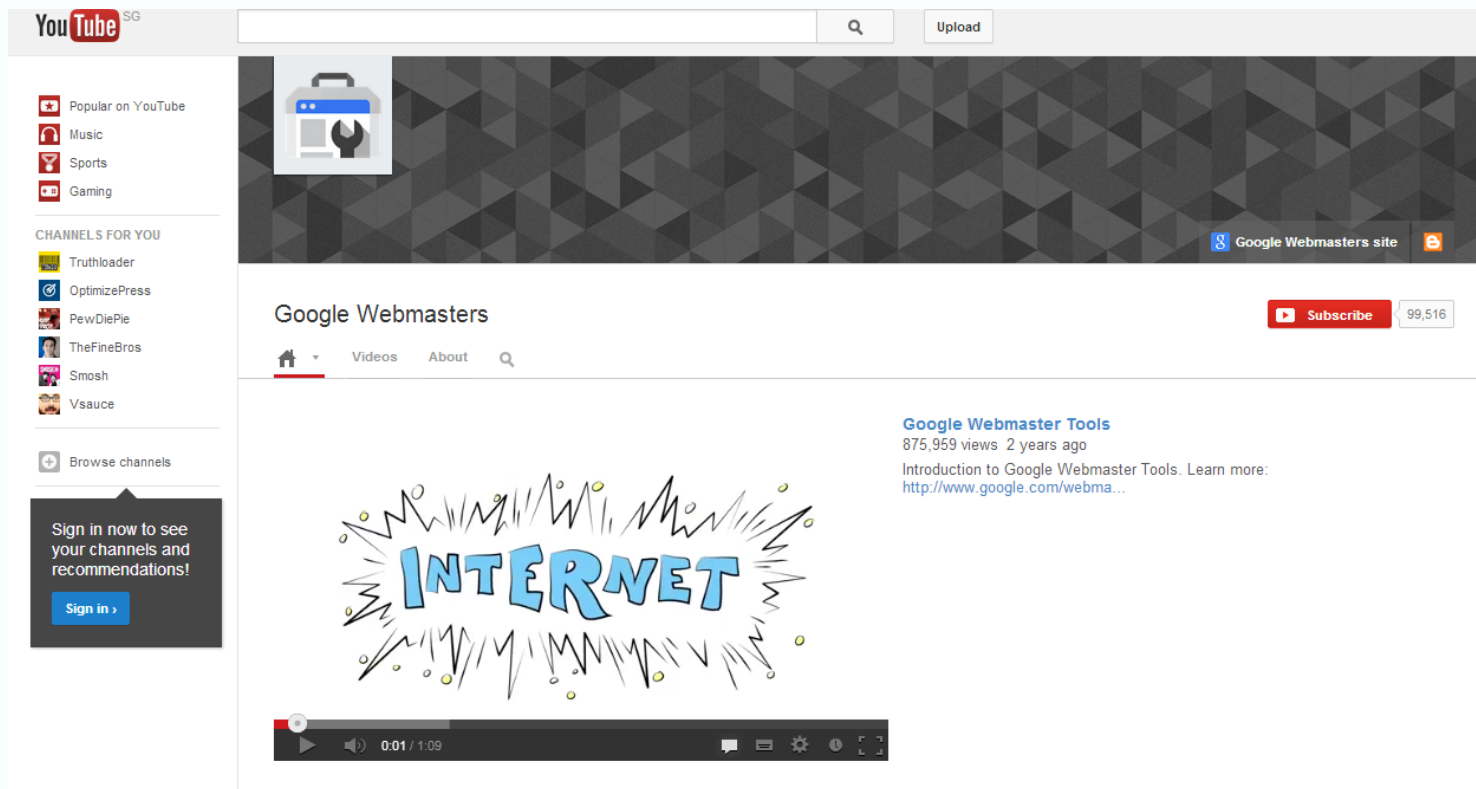 YouTube SG
Upload
Popular on YouTube
Music
Sports
Gaming
CHANNELS FOR YOU
Truthloader
OptimizePress
PewDiePie
TheFineBros
Smosh
Vsauce
Browse channels
Sign in now to see
your channels and
recommendations!
Sign in ›
Google Webmasters site
Google Webmasters
Subscribe 99,516
Videos About
INTERNET
0:01 / 1:09
Google Webmaster Tools
875,959 views 2 years ago
Introduction to Google Webmaster Tools. Learn more:
http://www.google.com/webma...